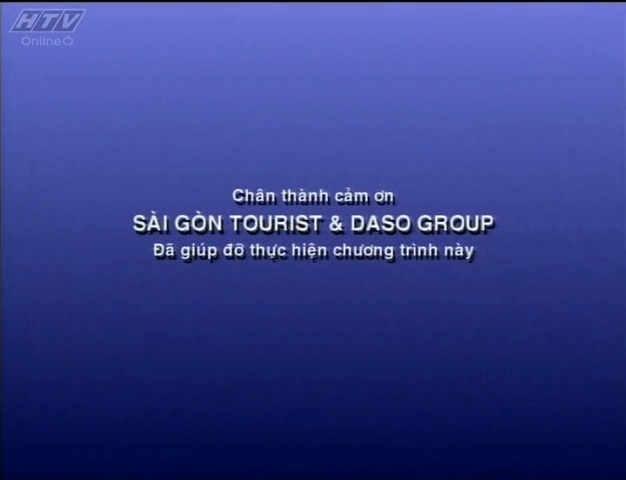 HTV
Online
Chân thành cảm ơn
SÀI GÒN TOURIST & DASO GROUP
Đã giúp đỡ thực hiện chương trình này